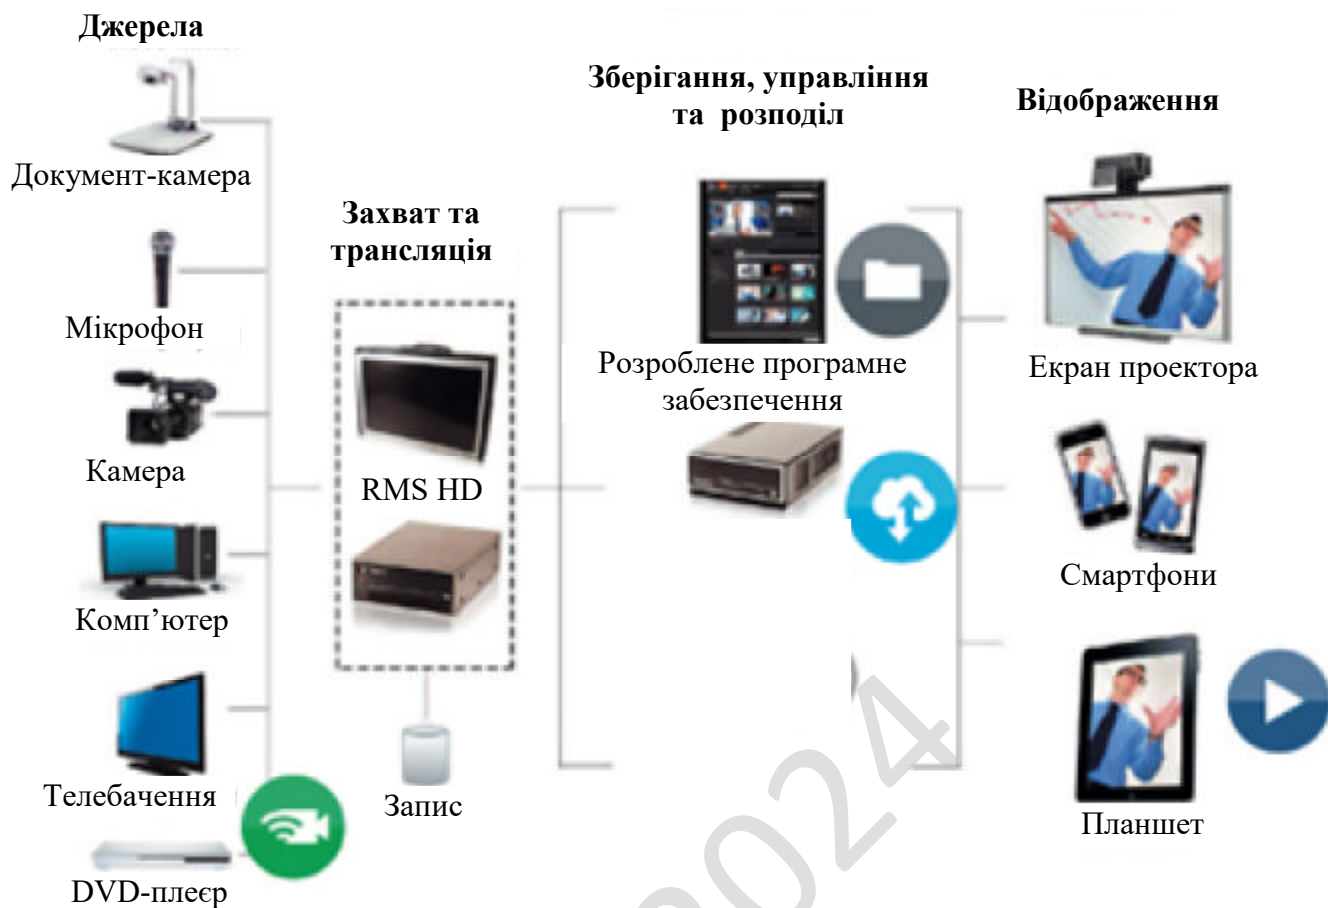 Джерела
Документ-камера
Мікрофон
Камера
Комп’ютер
Телебачення
DVD-плеєр
Захват та
трансляція
RMS HD
Запис
Зберігання, управління
та розподіл
Розроблене програмне
забезпечення
Відображення
Екран проектора
Смартфони
Планшет
2024